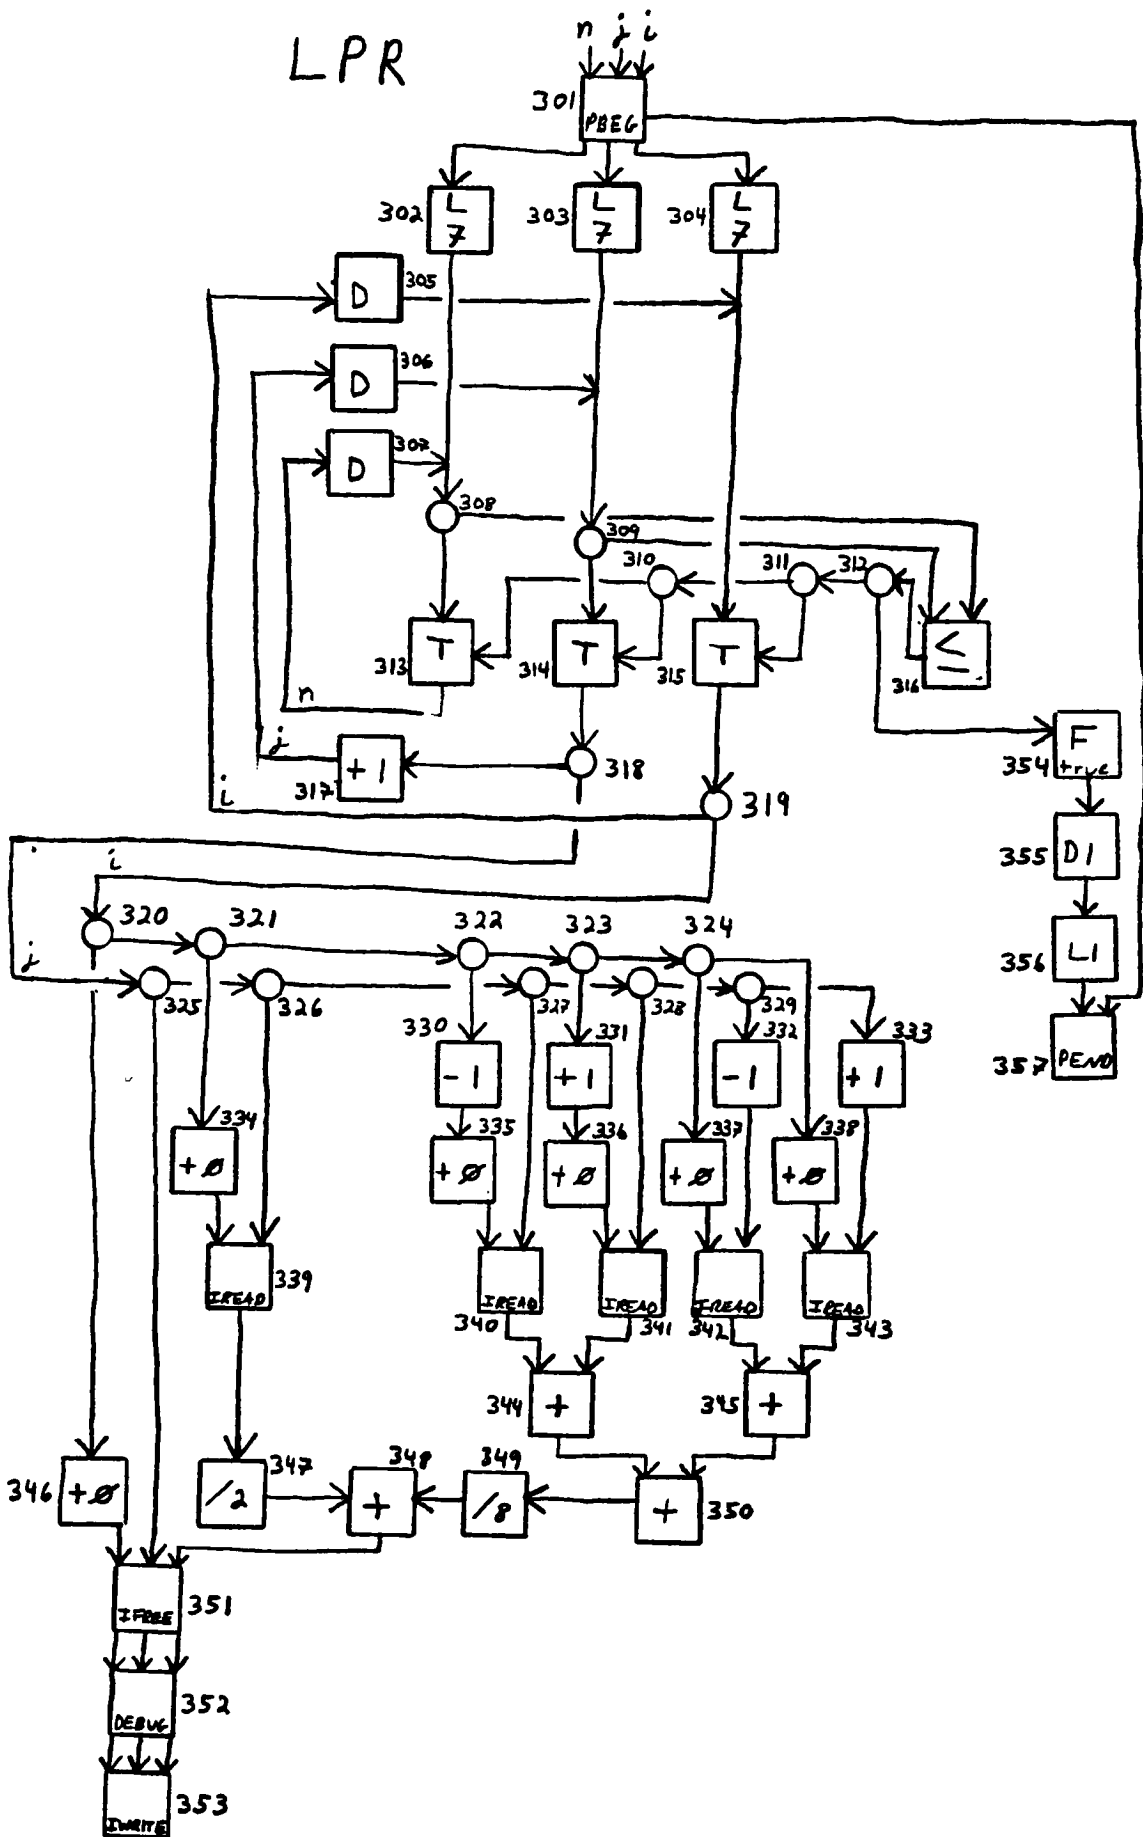 LPR
n j i
301
PBEG
302 L 7
303 L 7
304 L 7
D 305
D 306
D 307
308
309
310
311
312
T 313
T 314
T 315
≤ 316
n
j
+1 317
318
i
319
F true 354
D1 355
L1 356
PEND 357
i
320
321
322
323
324
j
325
326
327
328
329
330 -1
331 +1
332 -1
333 +1
334 +ø
335 +ø
336 +ø
337 +ø
338 +ø
IREAD 339
IREAD 340
IREAD 341
IREAD 342
IREAD 343
344 +
345 +
346 +ø
/2 347
+ 348
/8 349
+ 350
IFREE 351
DEBUG 352
IWRITE 353